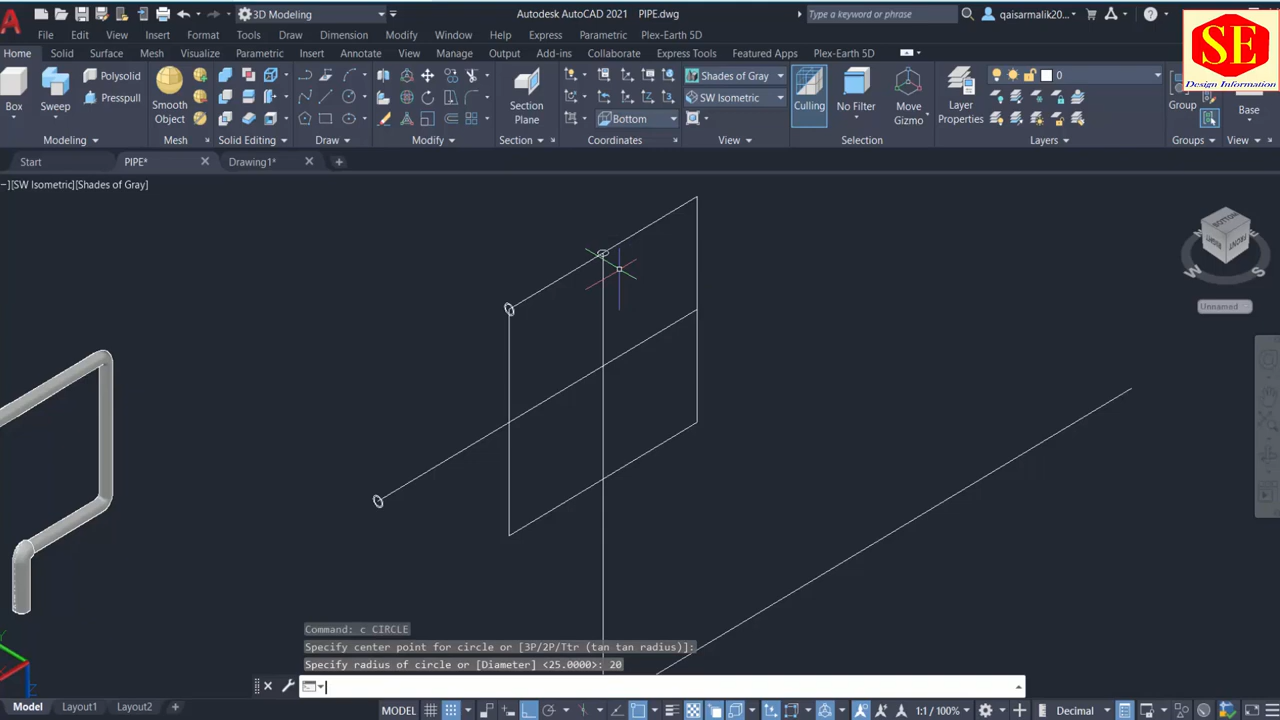 3D Modeling
Autodesk AutoCAD 2021 PIPE.dwg
Type a keyword or phrase
qaisarmalik20...
SE
Design Information
File Edit View Insert Format Tools Draw Dimension Modify Window Help Express Parametric Plex-Earth 5D
Home Solid Surface Mesh Visualize Parametric Insert Annotate View Manage Output Add-ins Collaborate Express Tools Featured Apps Plex-Earth 5D
Box
Sweep
Polysolid
Presspull
Smooth Object
Section Plane
Shades of Gray
SW Isometric
Bottom
Culling
No Filter
Move Gizmo
Layer Properties
0
Group
Base
Modeling Mesh Solid Editing Draw Modify Section Coordinates View Selection Layers Groups View
Start PIPE* Drawing1*
−][SW Isometric][Shades of Gray]
BOTTOM
RIGHT
FRONT
W
S
Unnamed
Command: c CIRCLE
Specify center point for circle or [3P/2P/Ttr (tan tan radius)]:
Specify radius of circle or [Diameter] <25.0000>: 20
Model Layout1 Layout2 +
MODEL
1:1 / 100%
Decimal